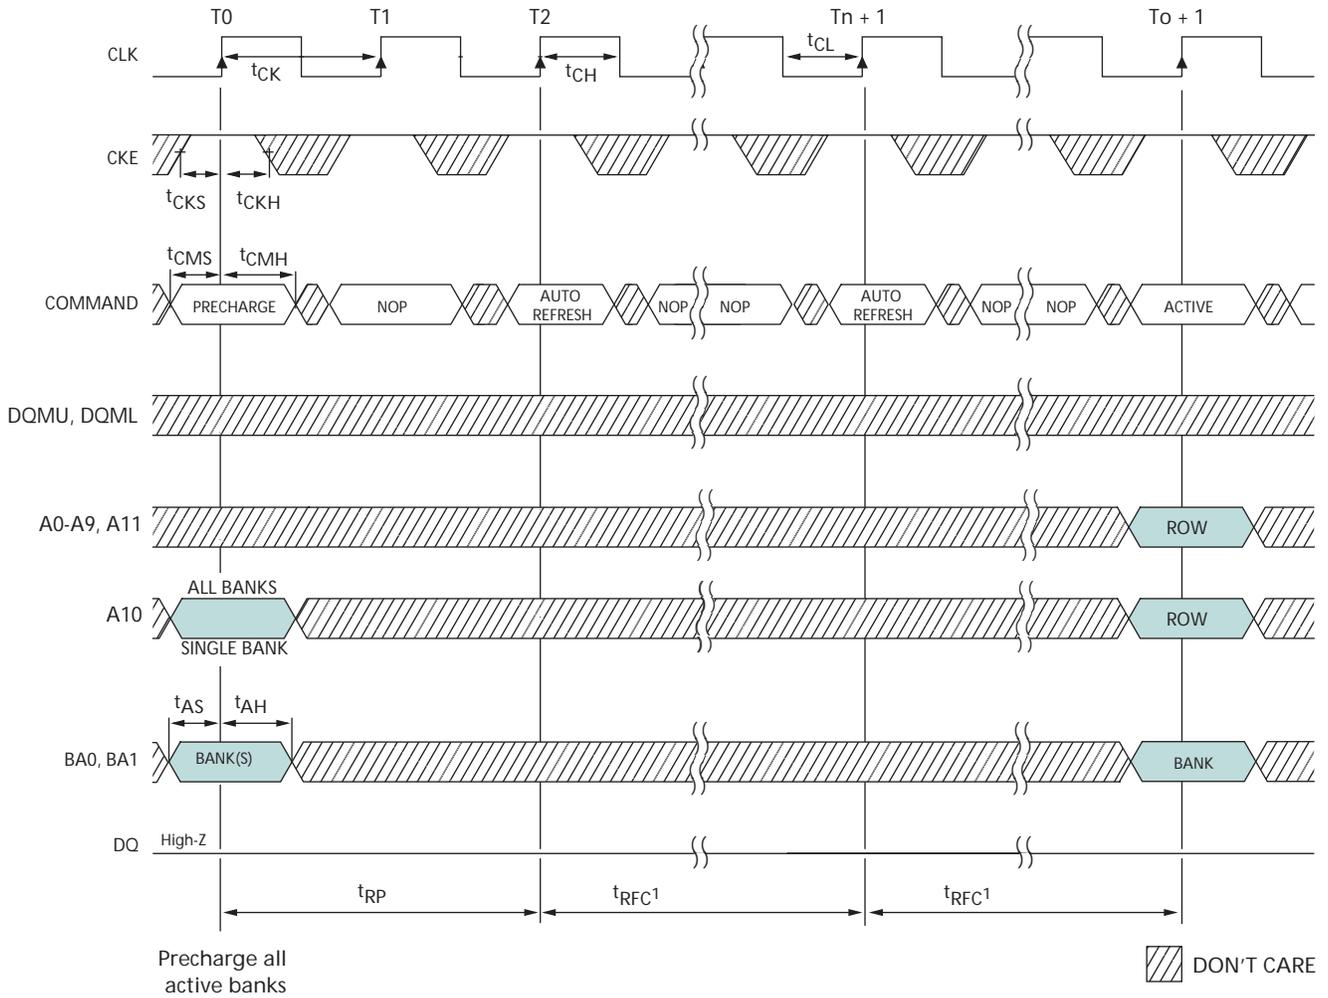 T0 T1 T2 Tn + 1 To + 1
CLK
tCK tCH tCL
CKE
tCKS tCKH
tCMS tCMH
COMMAND PRECHARGE NOP AUTO REFRESH NOP NOP AUTO REFRESH NOP NOP ACTIVE
DQMU, DQML
A0-A9, A11 ROW
ALL BANKS
A10 ROW
SINGLE BANK
tAS tAH
BA0, BA1 BANK(S) BANK
DQ High-Z
tRP tRFC1 tRFC1
Precharge all
active banks
DON'T CARE